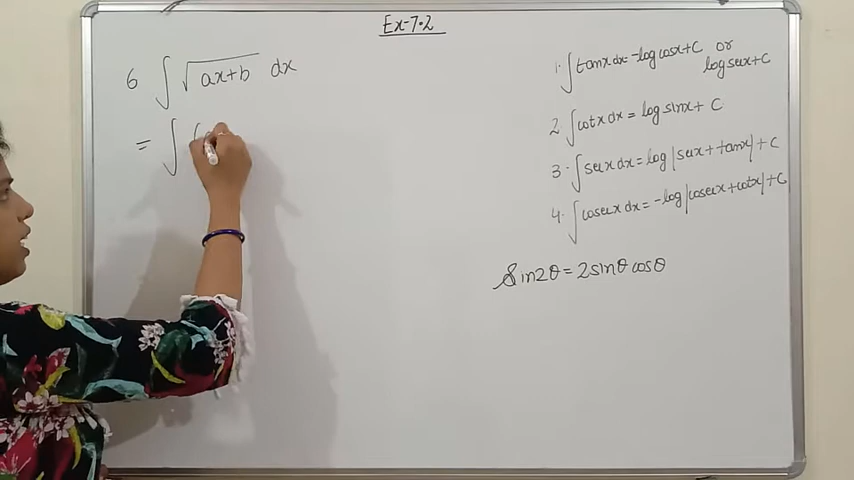 Ex-7.2
6 ∫ √ax+b dx
= ∫ (
1. ∫ tanx dx = -log cosx + C or
log secx + C
2. ∫ cotx dx = log sinx + C
3. ∫ secx dx = log |secx + tanx| + C
4. ∫ cosecx dx = -log |cosecx + cotx| + C
Sin2θ = 2sinθ cosθ